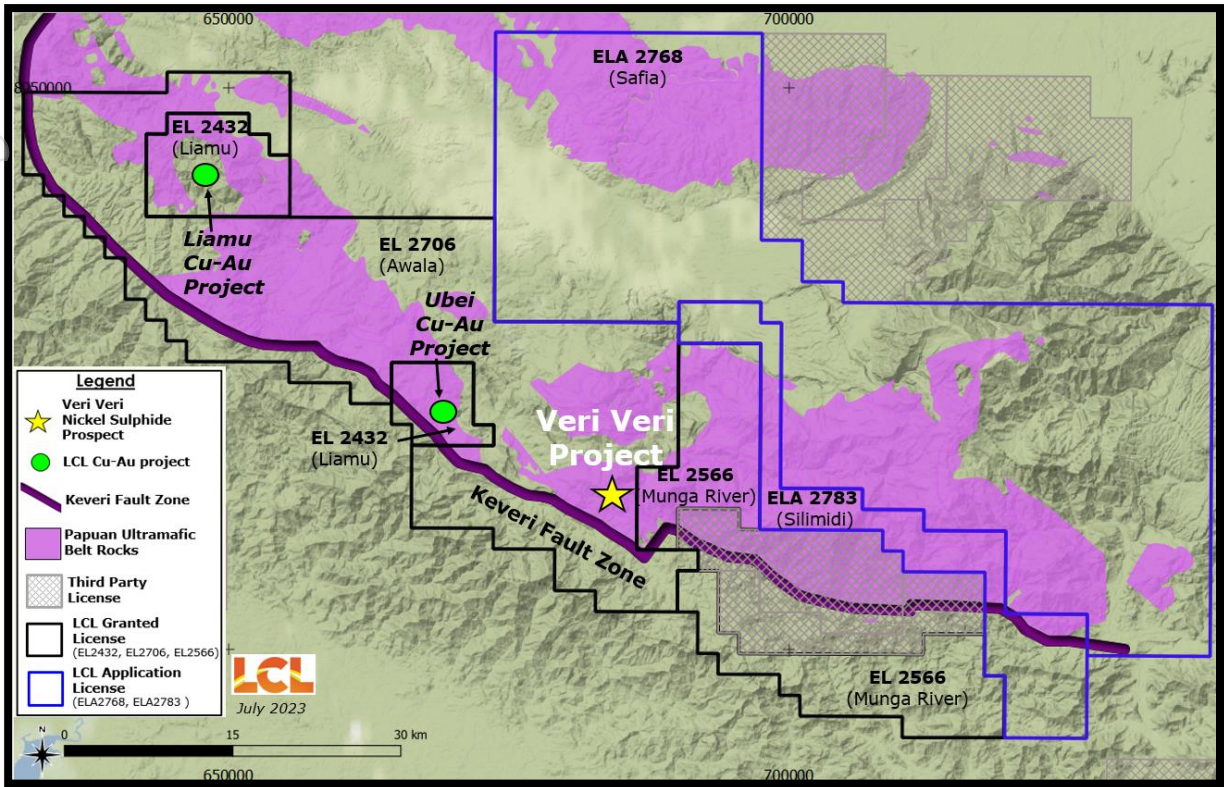 650000
700000
8950000
ELA 2768
(Safia)
EL 2432
(Liamu)
Liamu
Cu-Au
Project
EL 2706
(Awala)
Ubei
Cu-Au
Project
EL 2432
(Liamu)
Veri Veri
Project
EL 2566
(Munga River)
ELA 2783
(Silimidi)
Keveri Fault Zone
EL 2566
(Munga River)
Legend
Veri Veri
Nickel Sulphide
Prospect
LCL Cu-Au project
Keveri Fault Zone
Papuan Ultramafic
Belt Rocks
Third Party
License
LCL Granted
License
(EL2432, EL2706, EL2566)
LCL Application
License
(ELA2768, ELA2783 )
LCL
July 2023
N
0 15 30 km
650000
700000